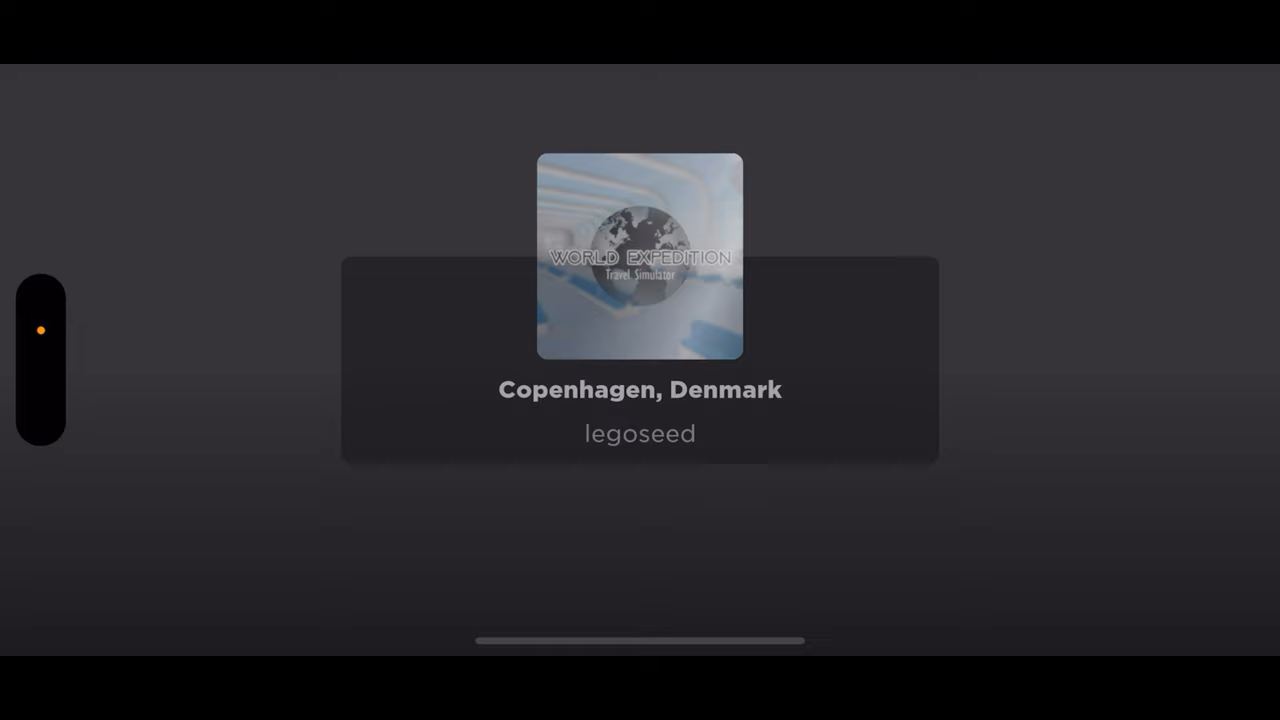 WORLD EXPEDITION
Travel Simulator
Copenhagen, Denmark
legoseed